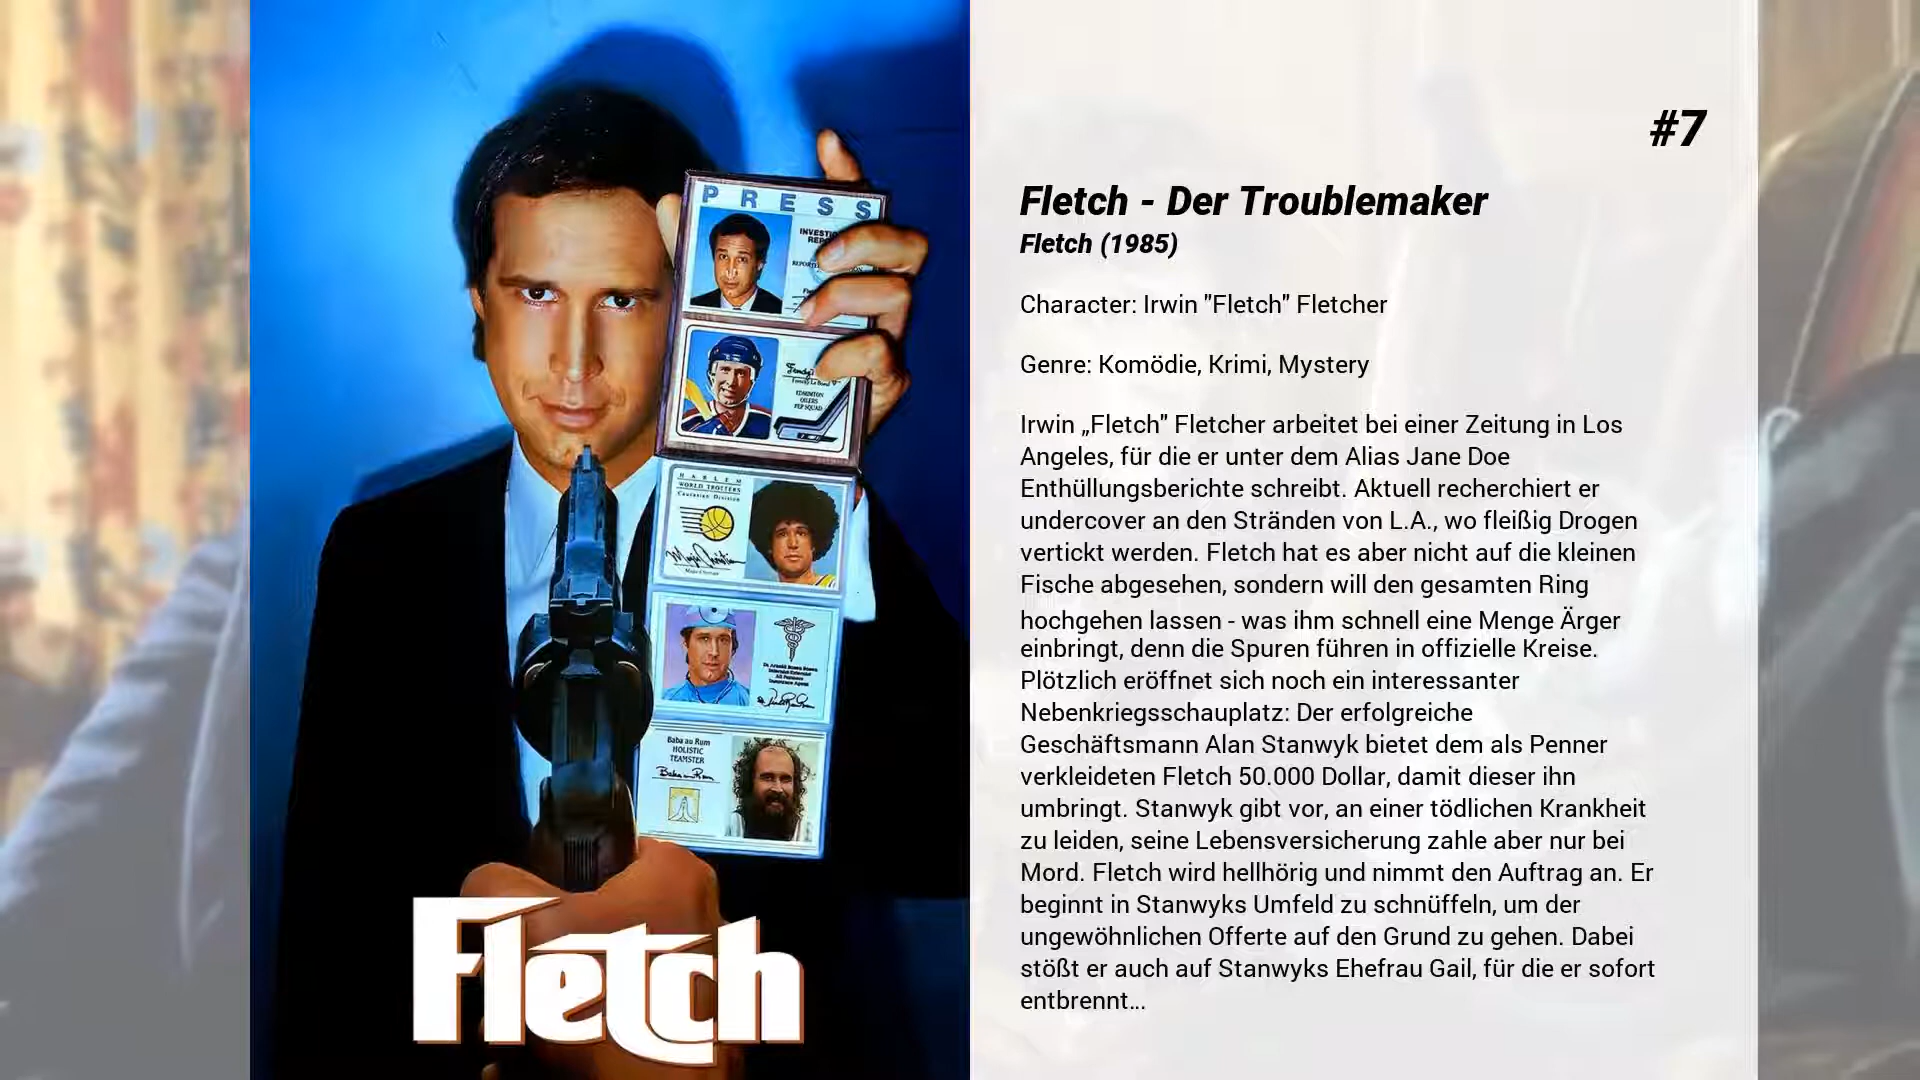 PRESS
HARLEM
WORLD TROTTERS
Caucasian Division
EDMONTON
OILERS
PEP SQUAD
Baba au Rum
HOLISTIC
TEAMSTER
Fletch
#7
Fletch - Der Troublemaker
Fletch (1985)
Character: Irwin "Fletch" Fletcher
Genre: Komödie, Krimi, Mystery
Irwin „Fletch" Fletcher arbeitet bei einer Zeitung in Los
Angeles, für die er unter dem Alias Jane Doe
Enthüllungsberichte schreibt. Aktuell recherchiert er
undercover an den Stränden von L.A., wo fleißig Drogen
vertickt werden. Fletch hat es aber nicht auf die kleinen
Fische abgesehen, sondern will den gesamten Ring
hochgehen lassen - was ihm schnell eine Menge Ärger
einbringt, denn die Spuren führen in offizielle Kreise.
Plötzlich eröffnet sich noch ein interessanter
Nebenkriegsschauplatz: Der erfolgreiche
Geschäftsmann Alan Stanwyk bietet dem als Penner
verkleideten Fletch 50.000 Dollar, damit dieser ihn
umbringt. Stanwyk gibt vor, an einer tödlichen Krankheit
zu leiden, seine Lebensversicherung zahle aber nur bei
Mord. Fletch wird hellhörig und nimmt den Auftrag an. Er
beginnt in Stanwyks Umfeld zu schnüffeln, um der
ungewöhnlichen Offerte auf den Grund zu gehen. Dabei
stößt er auch auf Stanwyks Ehefrau Gail, für die er sofort
entbrennt...